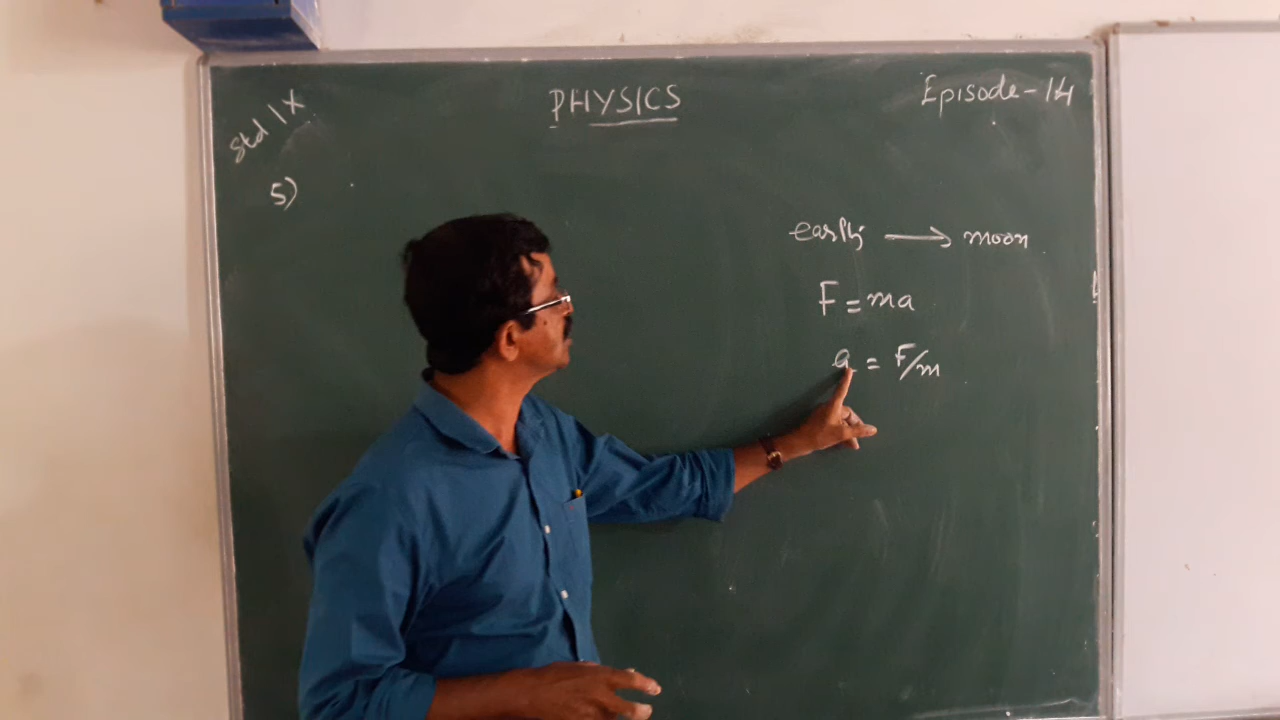 Std IX
PHYSICS
Episode-14
5)
earth → moon
F = ma
a = F/m